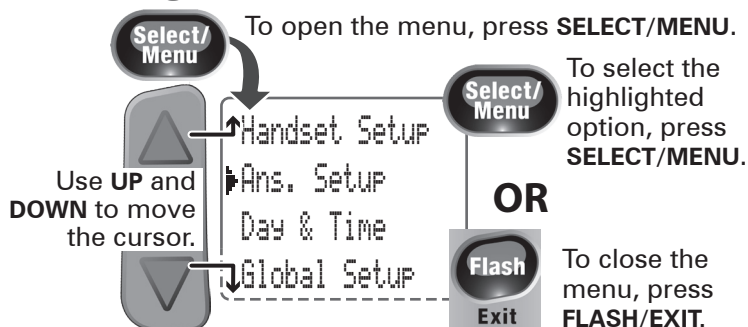 To open the menu, press SELECT/MENU.
Select/
Menu
Handset Setup
Ans. Setup
Day & Time
Global Setup
Use UP and
DOWN to move
the cursor.
Select/
Menu
To select the
highlighted
option, press
SELECT/MENU.
OR
Flash
Exit
To close the
menu, press
FLASH/EXIT.